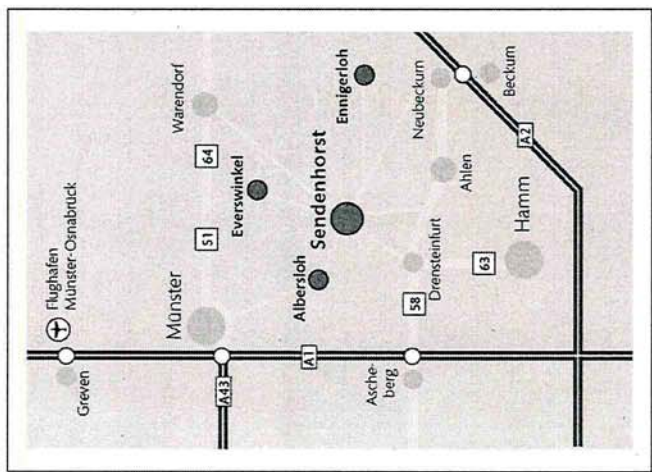 Flughafen
Münster-Osnabrück
Greven
Münster
51
64
Warendorf
A43
Everswinkel
A1
Albersloh
Sendenhorst
Ennigerloh
Asche-
berg
58
Drensteinfurt
63
Ahlen
Neubeckum
Beckum
Hamm
A2